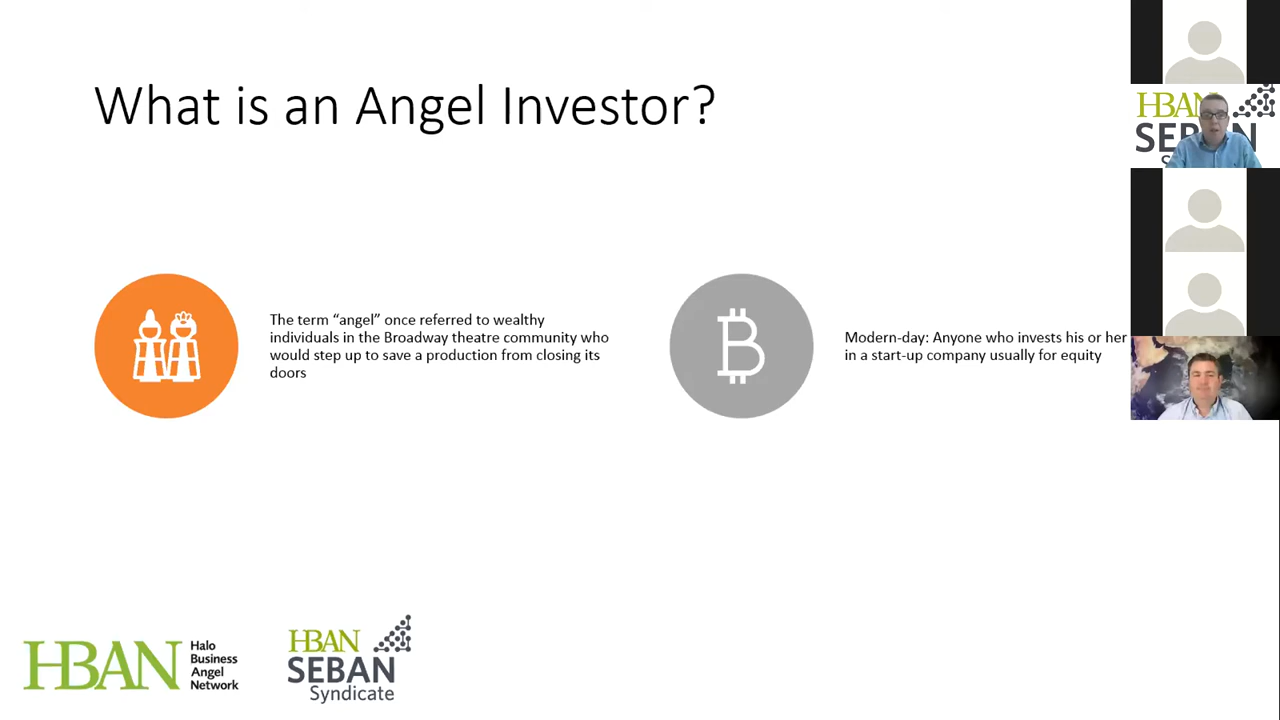 What is an Angel Investor?
The term “angel” once referred to wealthy
individuals in the Broadway theatre community who
would step up to save a production from closing its
doors
Modern-day: Anyone who invests his or her
in a start-up company usually for equity
HBAN
SEBAN
HBAN
Halo
Business
Angel
Network
HBAN
SEBAN
Syndicate